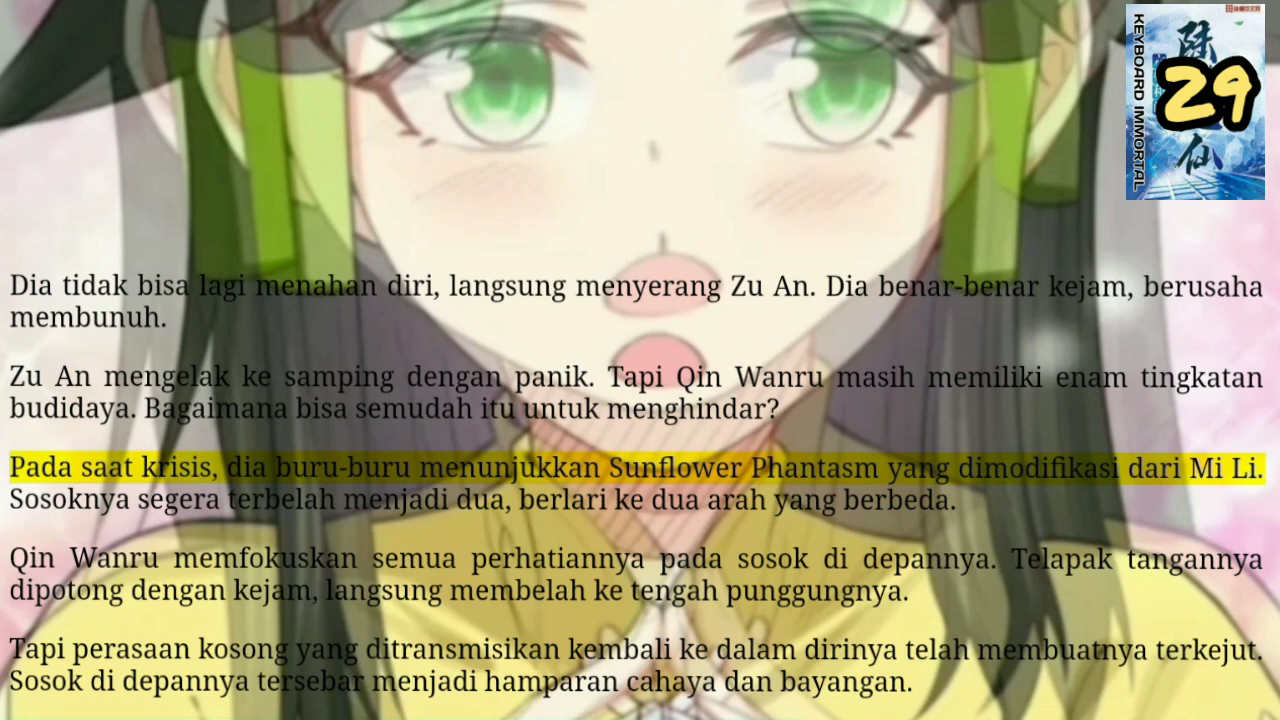 KEYBOARD IMMORTAL
陆
29
仙
Dia tidak bisa lagi menahan diri, langsung menyerang Zu An. Dia benar-benar kejam, berusaha
membunuh.
Zu An mengelak ke samping dengan panik. Tapi Qin Wanru masih memiliki enam tingkatan
budidaya. Bagaimana bisa semudah itu untuk menghindar?
Pada saat krisis, dia buru-buru menunjukkan Sunflower Phantasm yang dimodifikasi dari Mi Li.
Sosoknya segera terbelah menjadi dua, berlari ke dua arah yang berbeda.
Qin Wanru memfokuskan semua perhatiannya pada sosok di depannya. Telapak tangannya
dipotong dengan kejam, langsung membelah ke tengah punggungnya.
Tapi perasaan kosong yang ditransmisikan kembali ke dalam dirinya telah membuatnya terkejut.
Sosok di depannya tersebar menjadi hamparan cahaya dan bayangan.